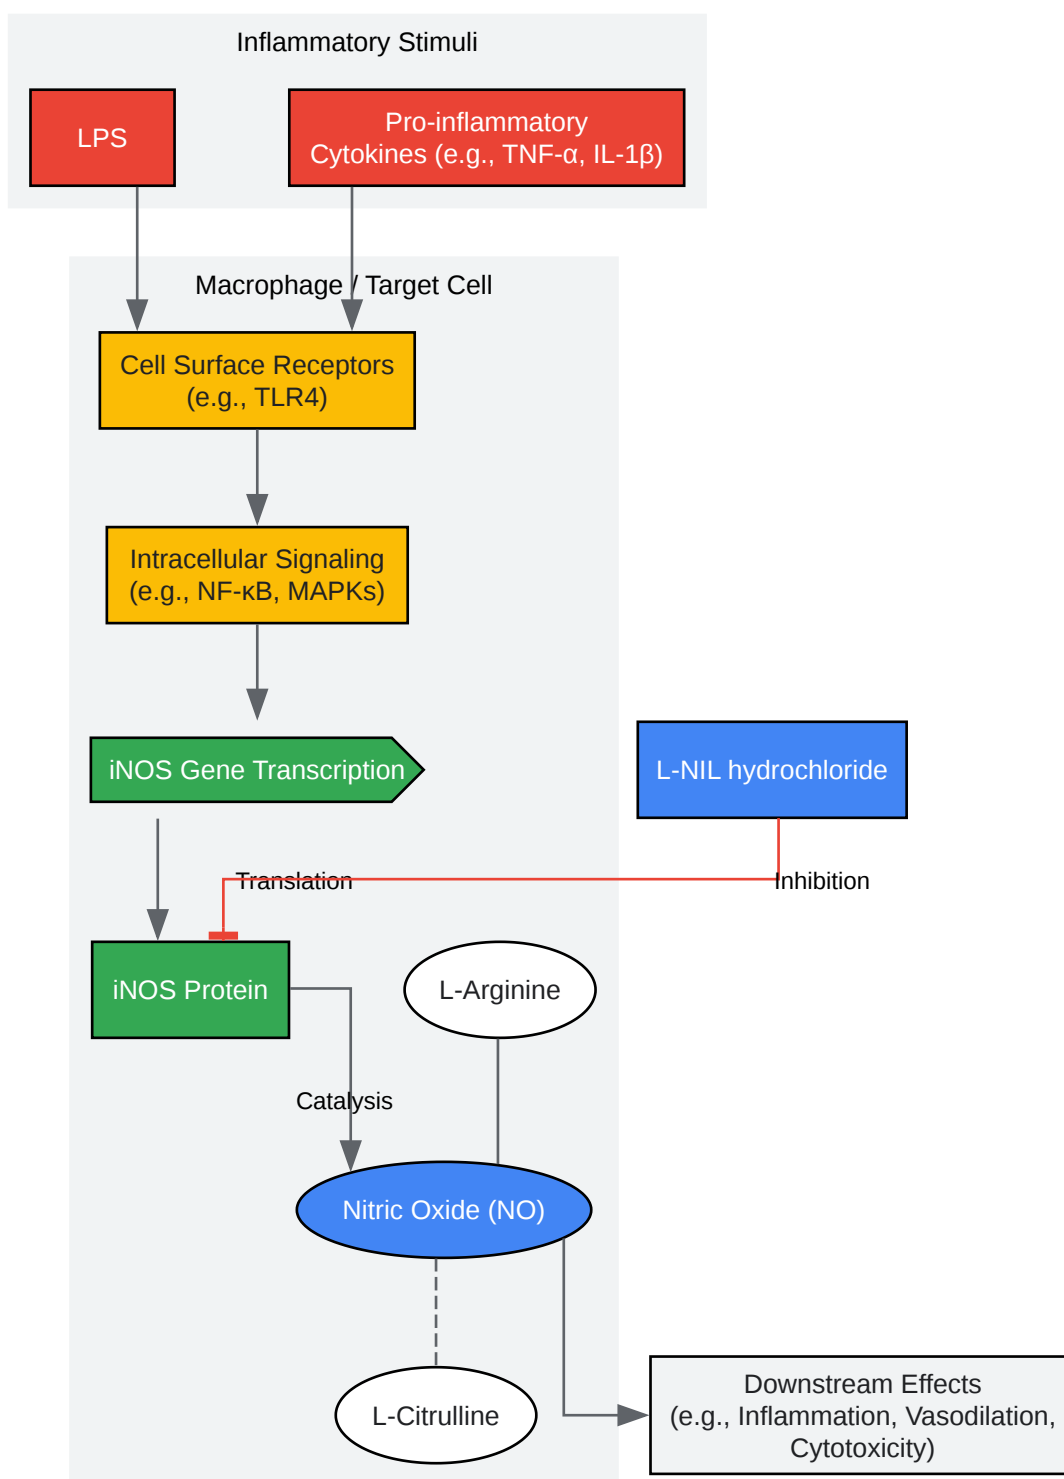 Inflammatory Stimuli
LPS
Pro-inflammatory
Cytokines (e.g., TNF-α, IL-1β)
Macrophage / Target Cell
Cell Surface Receptors
(e.g., TLR4)
Intracellular Signaling
(e.g., NF-κB, MAPKs)
iNOS Gene Transcription
L-NIL hydrochloride
Translation
Inhibition
iNOS Protein
L-Arginine
Catalysis
Nitric Oxide (NO)
L-Citrulline
Downstream Effects
(e.g., Inflammation, Vasodilation,
Cytotoxicity)